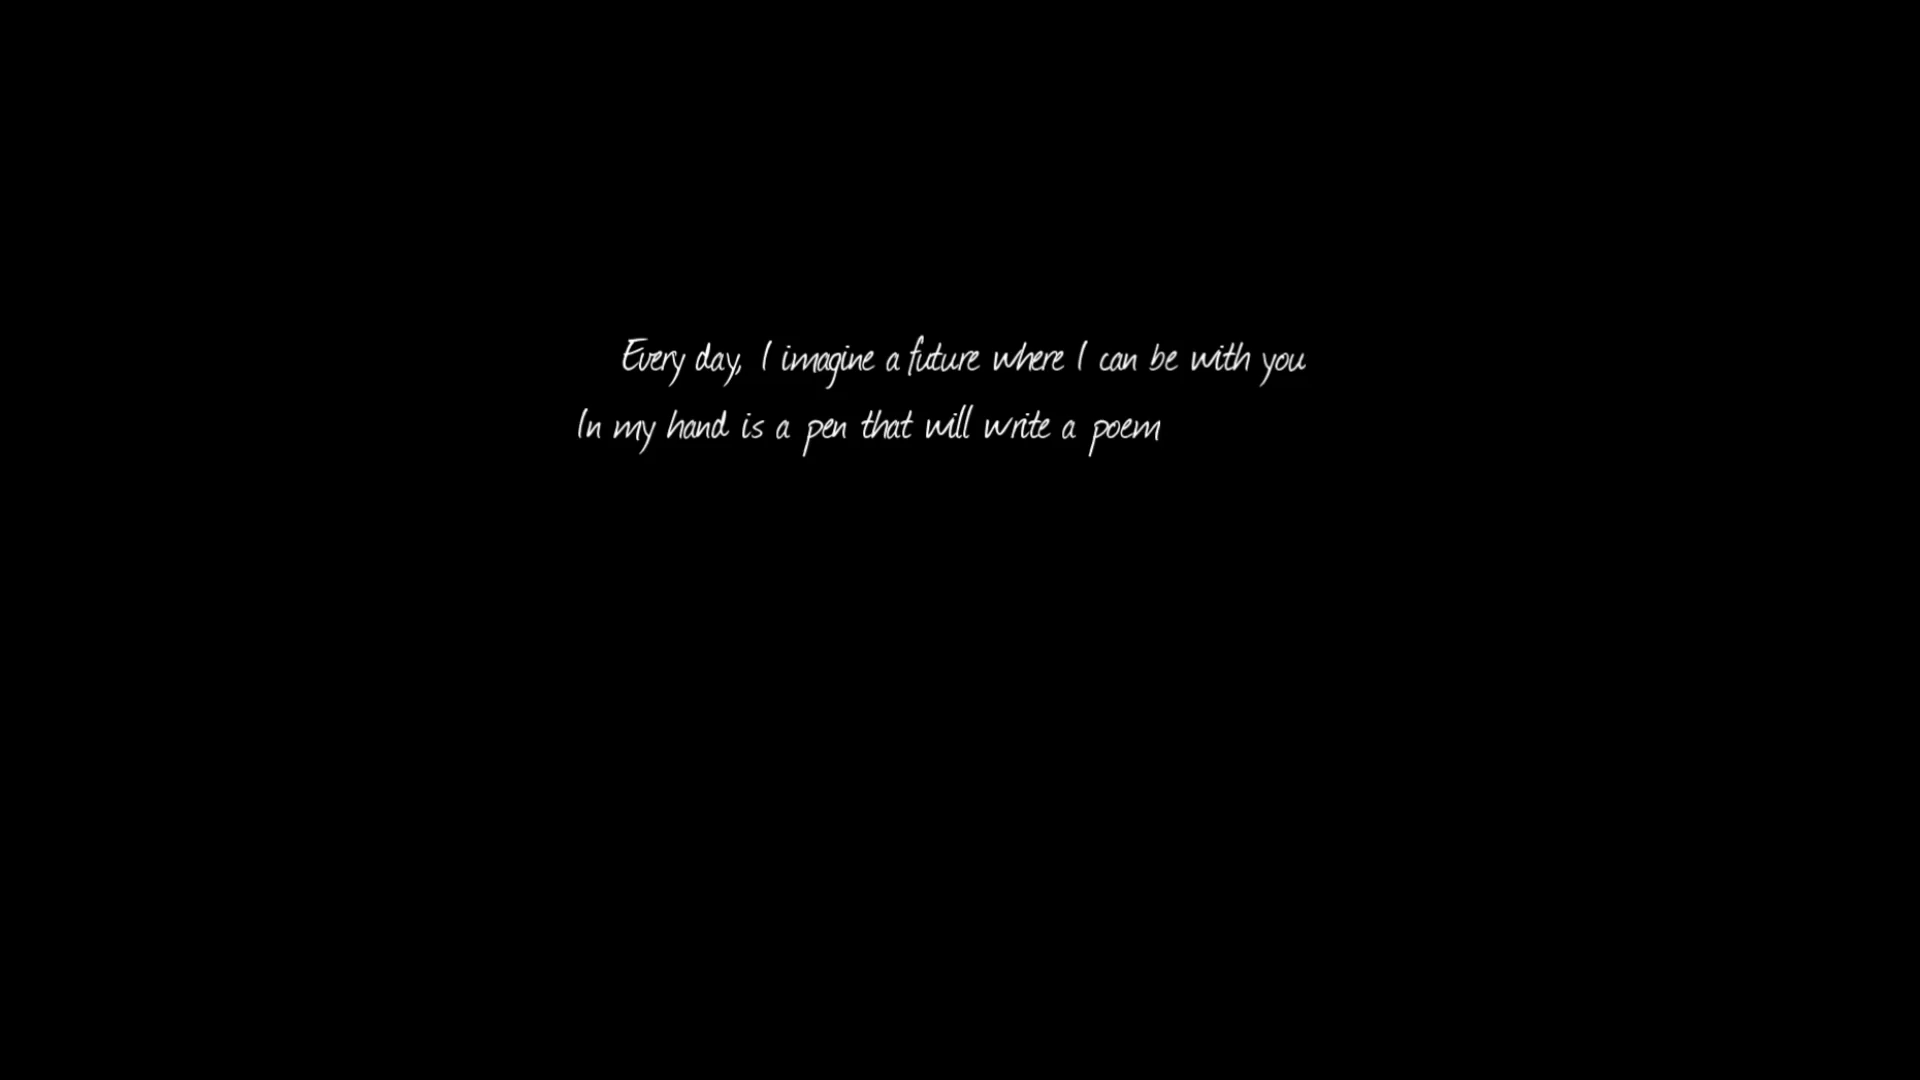 Every day, I imagine a future where I can be with you
In my hand is a pen that will write a poem